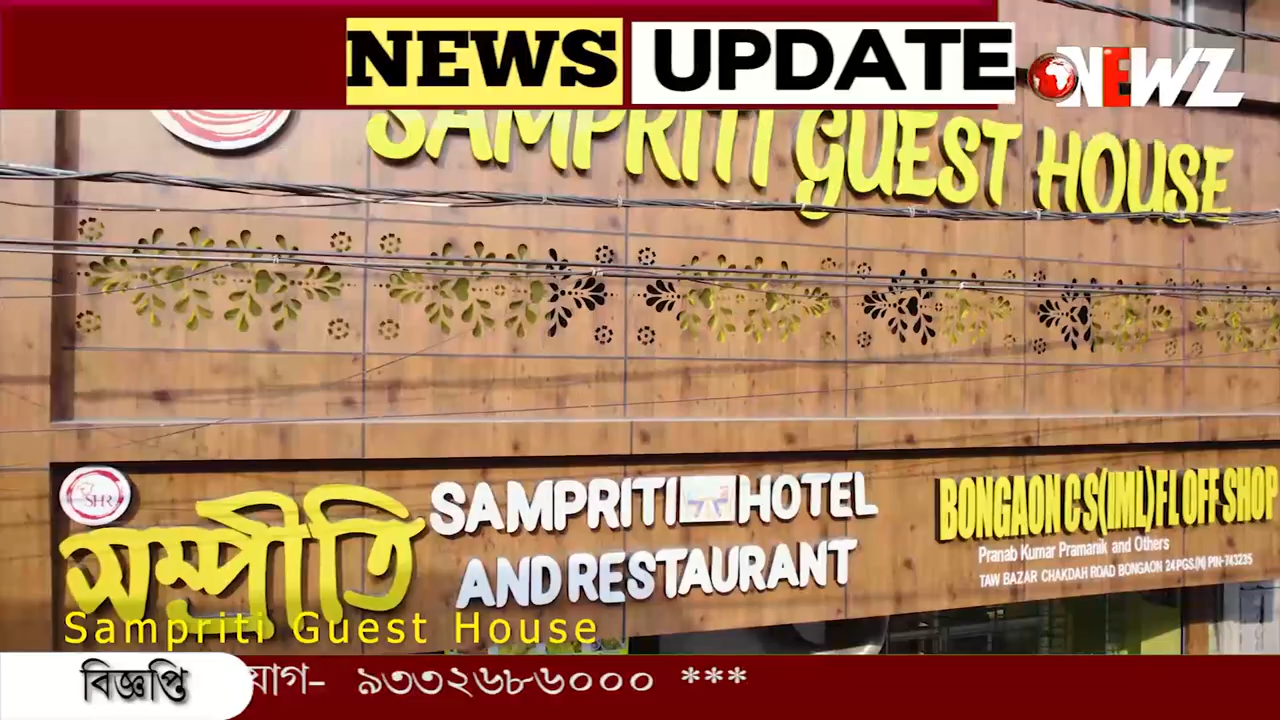 NEWS UPDATE
NEWZ
SAMPRITI GUEST HOUSE
SHR
সম্প্রীতি
SAMPRITI HOTEL
AND RESTAURANT
BONGAON C S (IML) FL OFF SHOP
Pranab Kumar Pramanik and Others
TAW BAZAR CHAKDAH ROAD BONGAON 24PGS.(N) PIN-743235
Sampriti Guest House
বিজ্ঞপ্তি
যোগ- ৯৩৩২৬৮৬০০০ ***